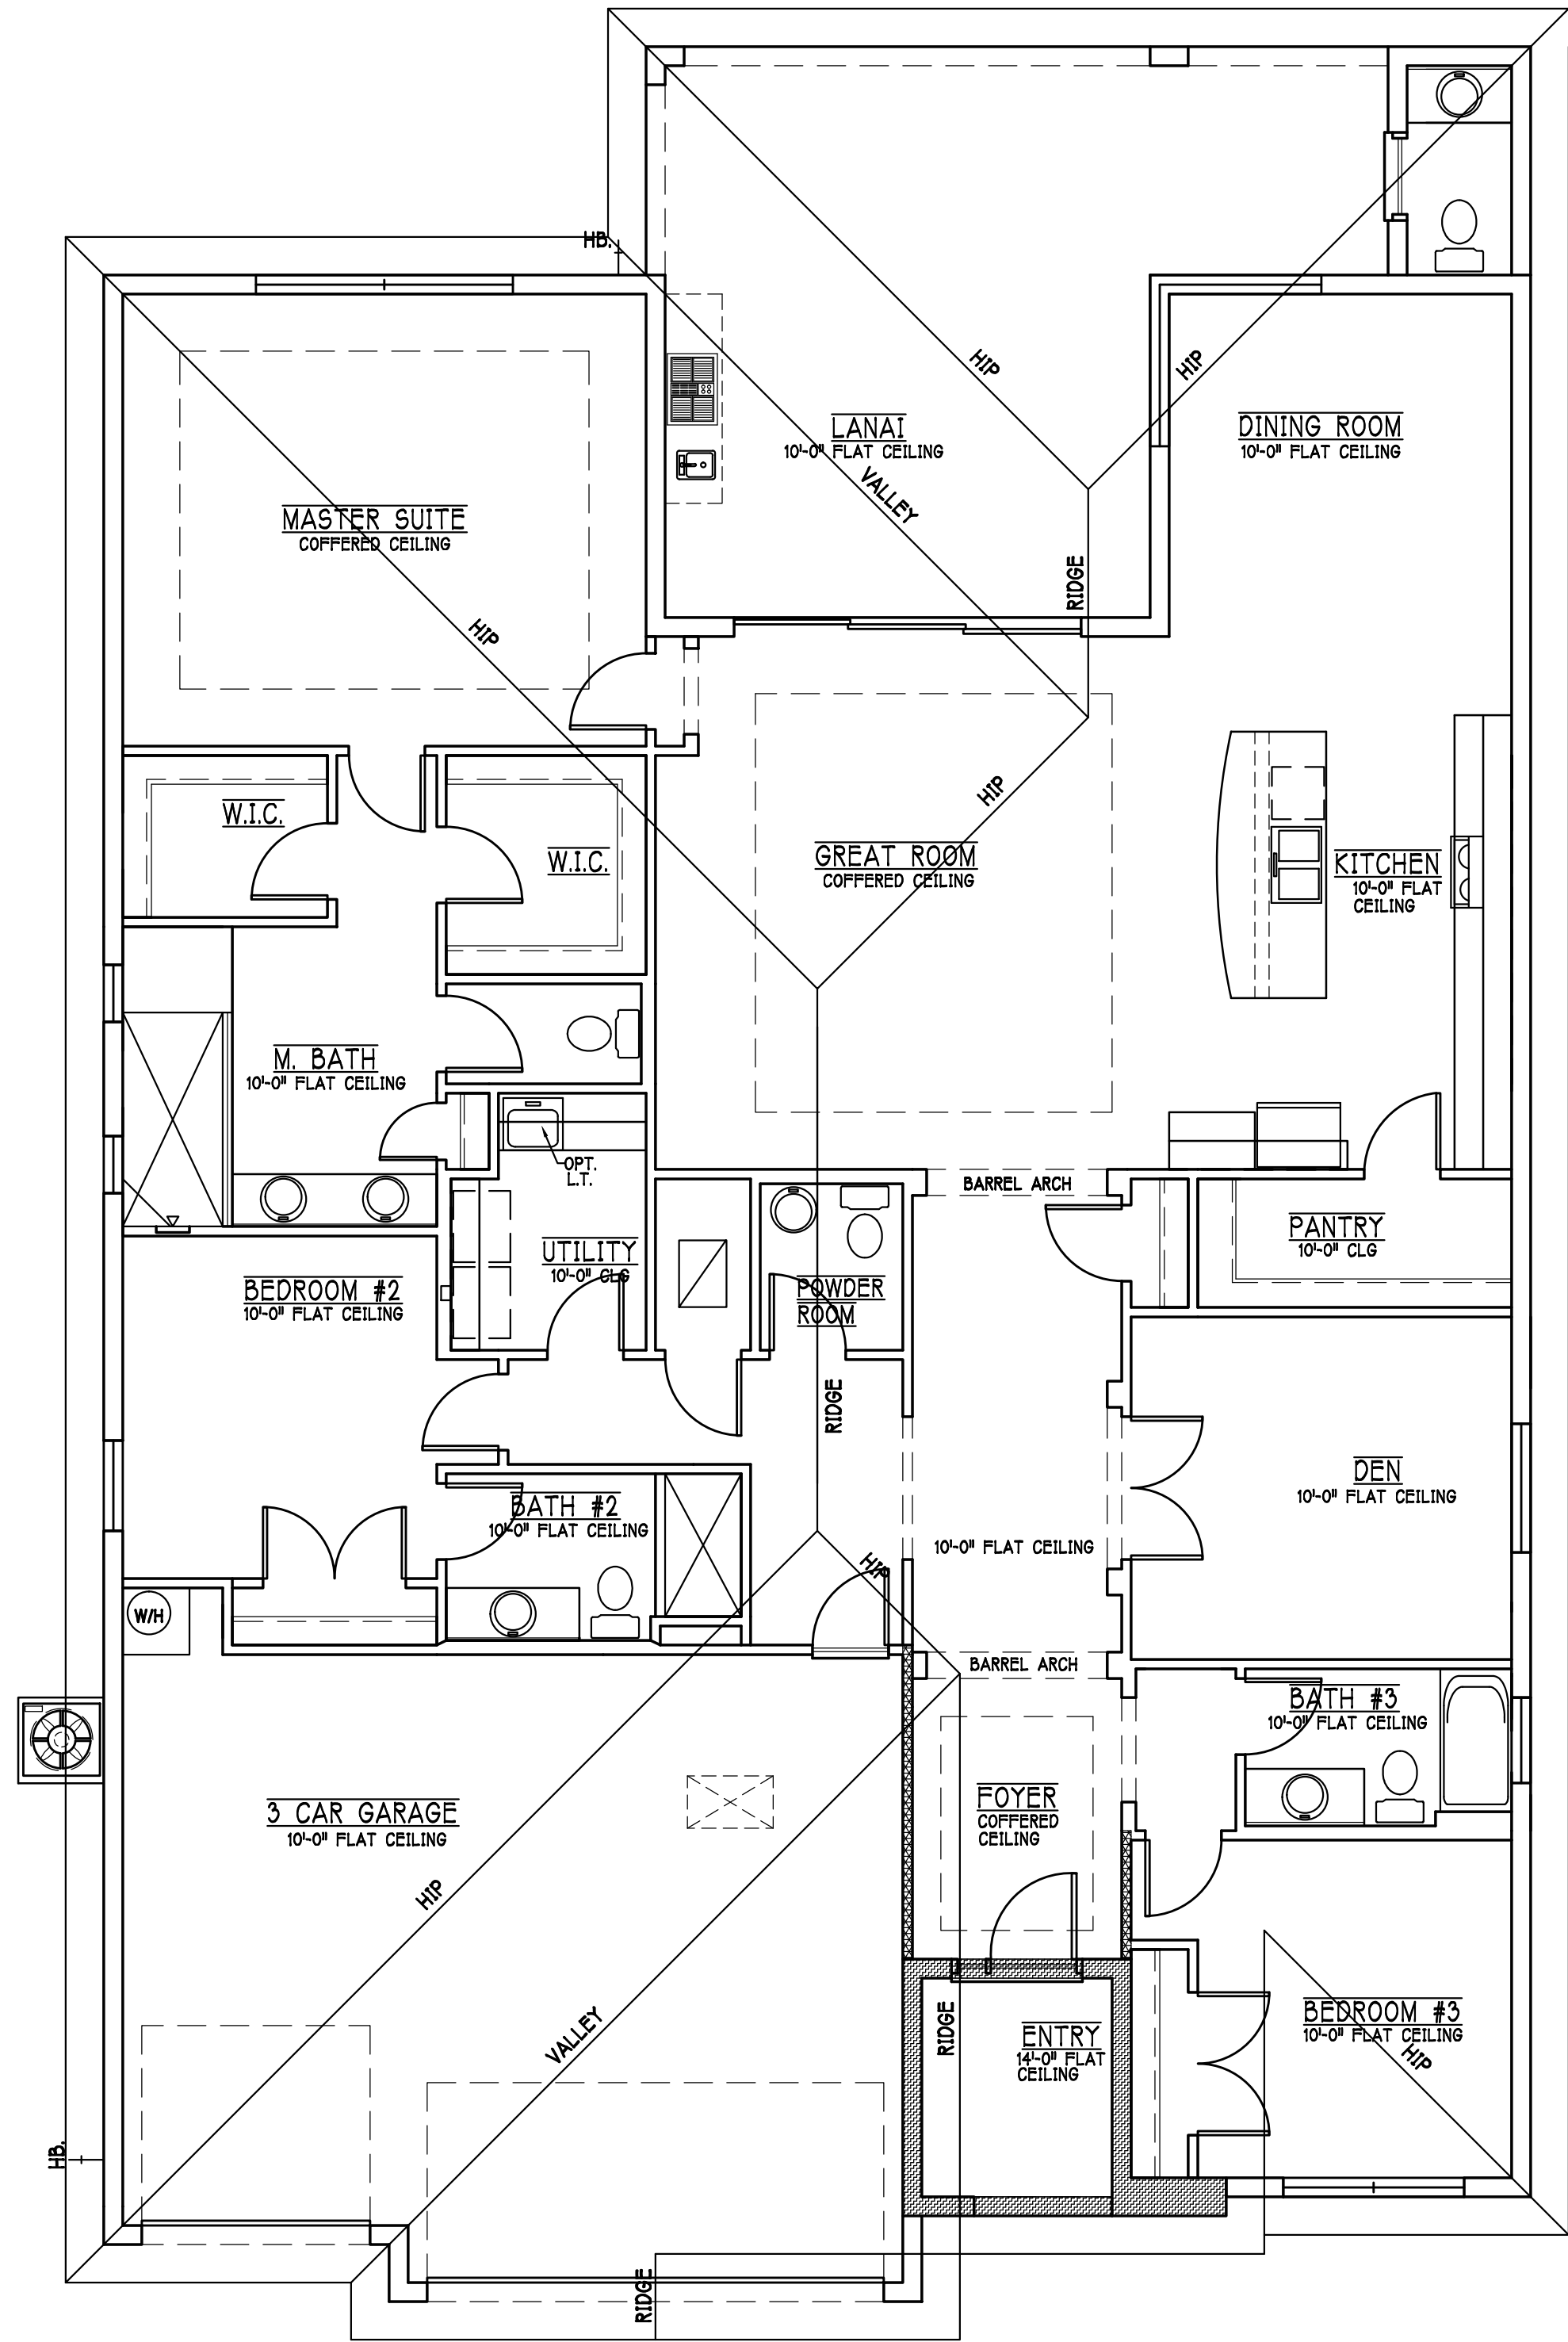 HB.
HIP
HIP
LANAI
10'-0" FLAT CEILING
DINING ROOM
10'-0" FLAT CEILING
VALLEY
MASTER SUITE
COFFERED CEILING
RIDGE
HIP
HIP
W.I.C.
W.I.C.
GREAT ROOM
COFFERED CEILING
KITCHEN
10'-0" FLAT
CEILING
M. BATH
10'-0" FLAT CEILING
OPT.
L.T.
BARREL ARCH
PANTRY
10'-0" CLG
UTILITY
10'-0" CLG
BEDROOM #2
10'-0" FLAT CEILING
POWDER
ROOM
RIDGE
DEN
10'-0" FLAT CEILING
BATH #2
10'-0" FLAT CEILING
10'-0" FLAT CEILING
HIP
W/H
BARREL ARCH
BATH #3
10'-0" FLAT CEILING
FOYER
COFFERED
CEILING
3 CAR GARAGE
10'-0" FLAT CEILING
HIP
VALLEY
RIDGE
ENTRY
14'-0" FLAT
CEILING
BEDROOM #3
10'-0" FLAT CEILING
HIP
HB.
RIDGE